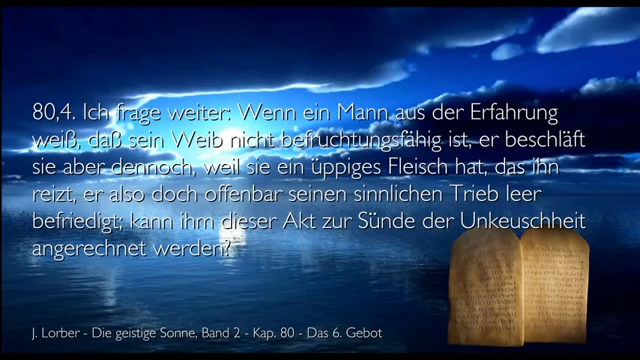 80,4. Ich frage weiter: Wenn ein Mann aus der Erfahrung
weiß, daß sein Weib nicht befruchtungsfähig ist, er beschläft
sie aber dennoch, weil sie ein üppiges Fleisch hat, das ihn
reizt, er also doch offenbar seinen sinnlichen Trieb leer
befriedigt; kann ihm dieser Akt zur Sünde der Unkeuschheit
angerechnet werden?
J. Lorber - Die geistige Sonne, Band 2 - Kap. 80 - Das 6. Gebot